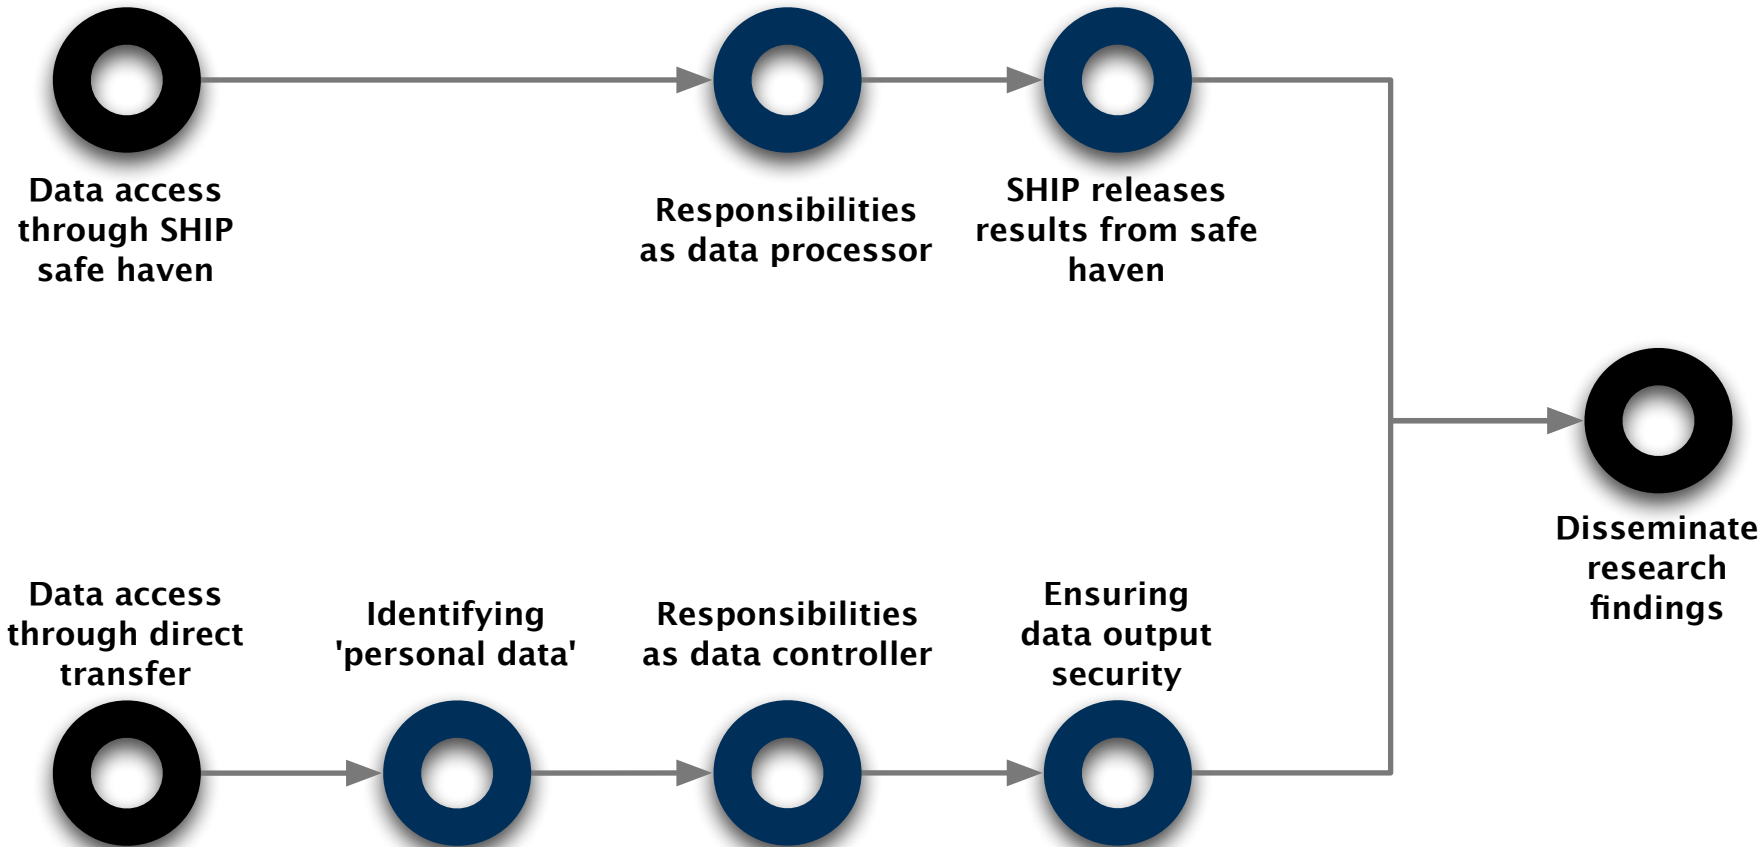 Data access
through SHIP
safe haven
Responsibilities
as data processor
SHIP releases
results from safe
haven
Disseminate
research
findings
Data access
through direct
transfer
Identifying
'personal data'
Responsibilities
as data controller
Ensuring
data output
security